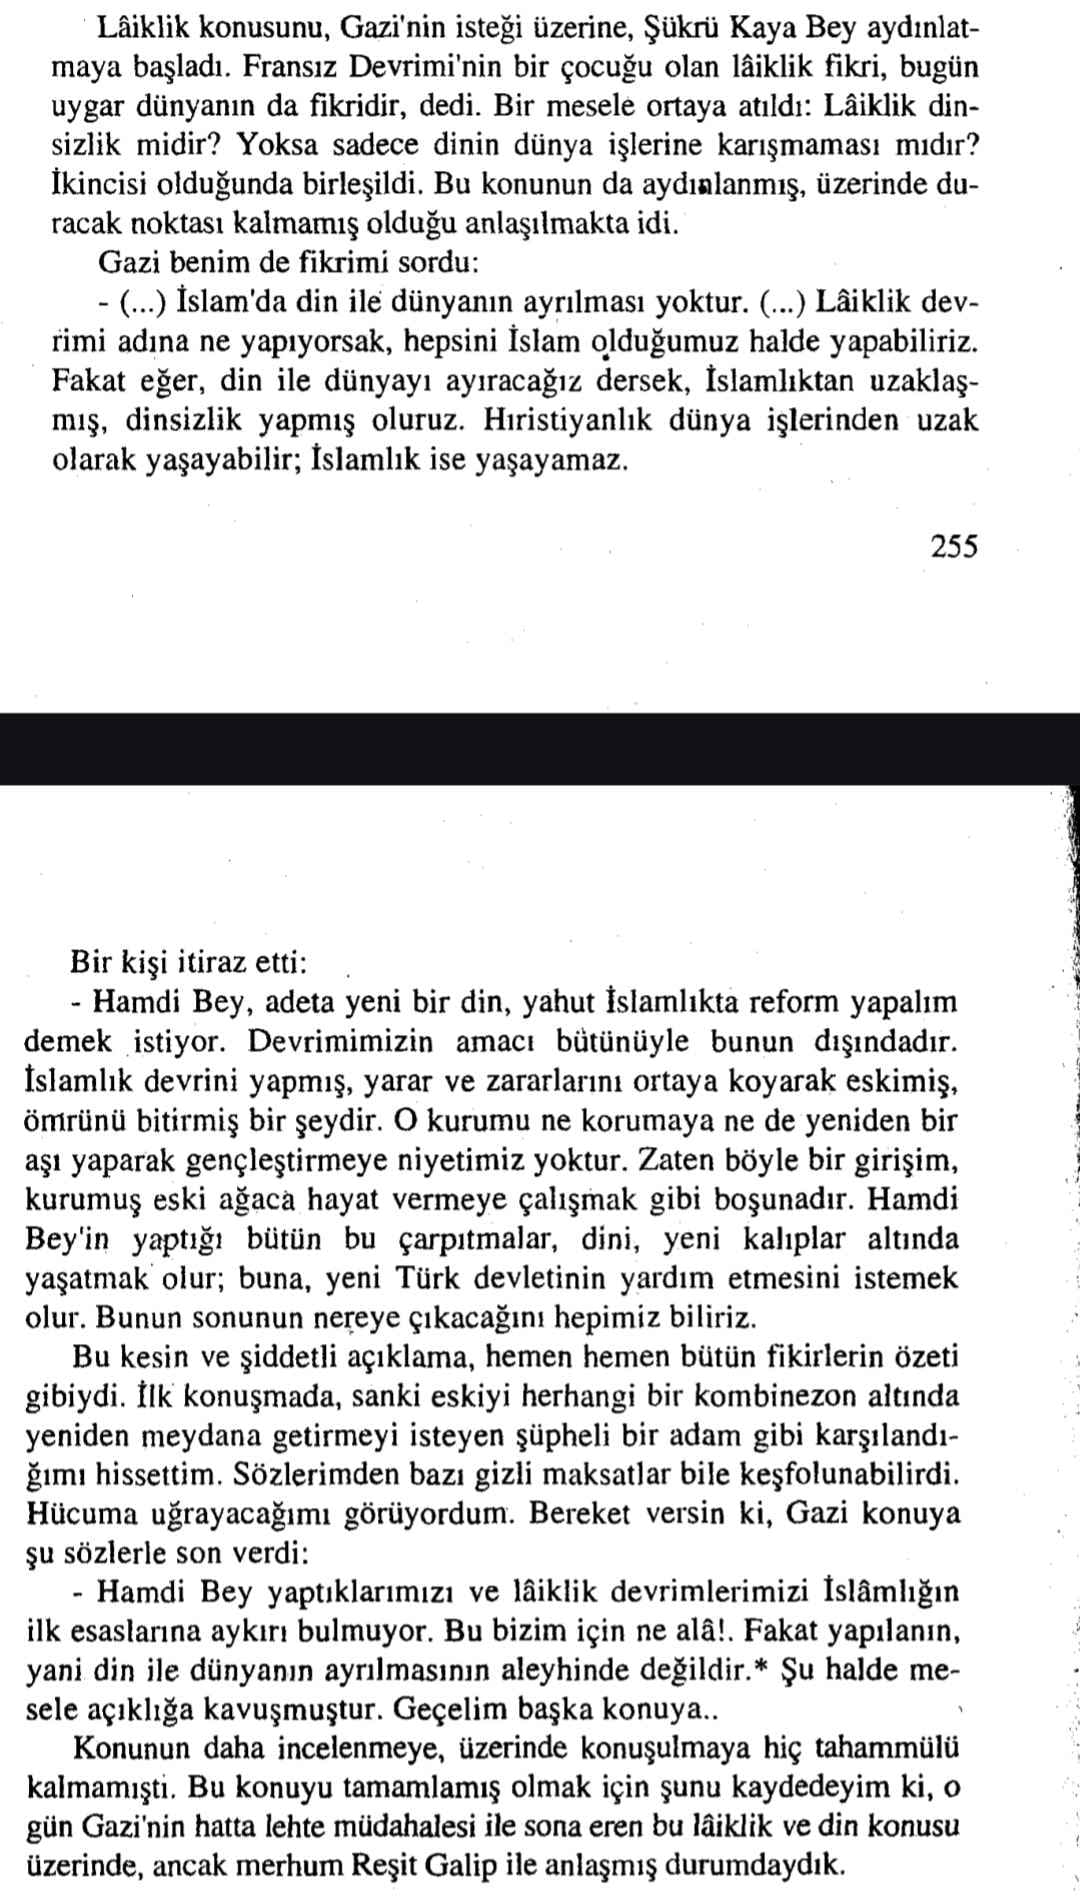 Lâiklik konusunu, Gazi'nin isteği üzerine, Şükrü Kaya Bey aydınlat-
maya başladı. Fransız Devrimi'nin bir çocuğu olan lâiklik fikri, bugün
uygar dünyanın da fikridir, dedi. Bir mesele ortaya atıldı: Lâiklik din-
sizlik midir? Yoksa sadece dinin dünya işlerine karışmaması mıdır?
İkincisi olduğunda birleşildi. Bu konunun da aydınlanmış, üzerinde du-
racak noktası kalmamış olduğu anlaşılmakta idi.
Gazi benim de fikrimi sordu:
- (...) İslam'da din ile dünyanın ayrılması yoktur. (...) Lâiklik dev-
rimi adına ne yapıyorsak, hepsini İslam olduğumuz halde yapabiliriz.
Fakat eğer, din ile dünyayı ayıracağız dersek, İslamlıktan uzaklaş-
mış, dinsizlik yapmış oluruz. Hıristiyanlık dünya işlerinden uzak
olarak yaşayabilir; İslamlık ise yaşayamaz.
255
Bir kişi itiraz etti:
- Hamdi Bey, adeta yeni bir din, yahut İslamlıkta reform yapalım
demek istiyor. Devrimimizin amacı bütünüyle bunun dışındadır.
İslamlık devrini yapmış, yarar ve zararlarını ortaya koyarak eskimiş,
ömrünü bitirmiş bir şeydir. O kurumu ne korumaya ne de yeniden bir
aşı yaparak gençleştirmeye niyetimiz yoktur. Zaten böyle bir girişim,
kurumuş eski ağaca hayat vermeye çalışmak gibi boşunadır. Hamdi
Bey'in yaptığı bütün bu çarpıtmalar, dini, yeni kalıplar altında
yaşatmak olur; buna, yeni Türk devletinin yardım etmesini istemek
olur. Bunun sonunun nereye çıkacağını hepimiz biliriz.
Bu kesin ve şiddetli açıklama, hemen hemen bütün fikirlerin özeti
gibiydi. İlk konuşmada, sanki eskiyi herhangi bir kombinezon altında
yeniden meydana getirmeyi isteyen şüpheli bir adam gibi karşılandı-
ğımı hissettim. Sözlerimden bazı gizli maksatlar bile keşfolunabilirdi.
Hücuma uğrayacağımı görüyordum. Bereket versin ki, Gazi konuya
şu sözlerle son verdi:
- Hamdi Bey yaptıklarımızı ve lâiklik devrimlerimizi İslâmlığın
ilk esaslarına aykırı bulmuyor. Bu bizim için ne alâ!. Fakat yapılanın,
yani din ile dünyanın ayrılmasının aleyhinde değildir.* Şu halde me-
sele açıklığa kavuşmuştur. Geçelim başka konuya..
Konunun daha incelenmeye, üzerinde konuşulmaya hiç tahammülü
kalmamıştı. Bu konuyu tamamlamış olmak için şunu kaydedeyim ki, o
gün Gazi'nin hatta lehte müdahalesi ile sona eren bu lâiklik ve din konusu
üzerinde, ancak merhum Reşit Galip ile anlaşmış durumdaydık.